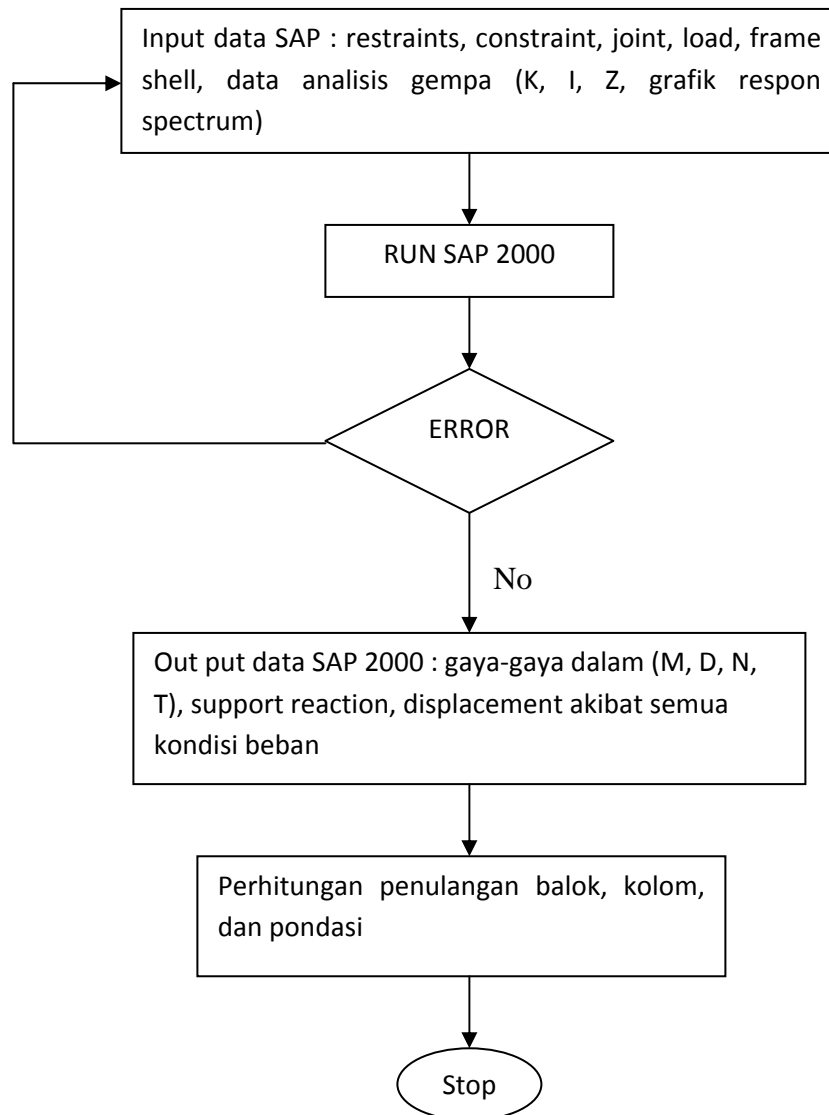 Input data SAP : restraints, constraint, joint, load, frame
shell, data analisis gempa (K, I, Z, grafik respon
spectrum)
RUN SAP 2000
ERROR
No
Out put data SAP 2000 : gaya-gaya dalam (M, D, N,
T), support reaction, displacement akibat semua
kondisi beban
Perhitungan penulangan balok, kolom,
dan pondasi
Stop